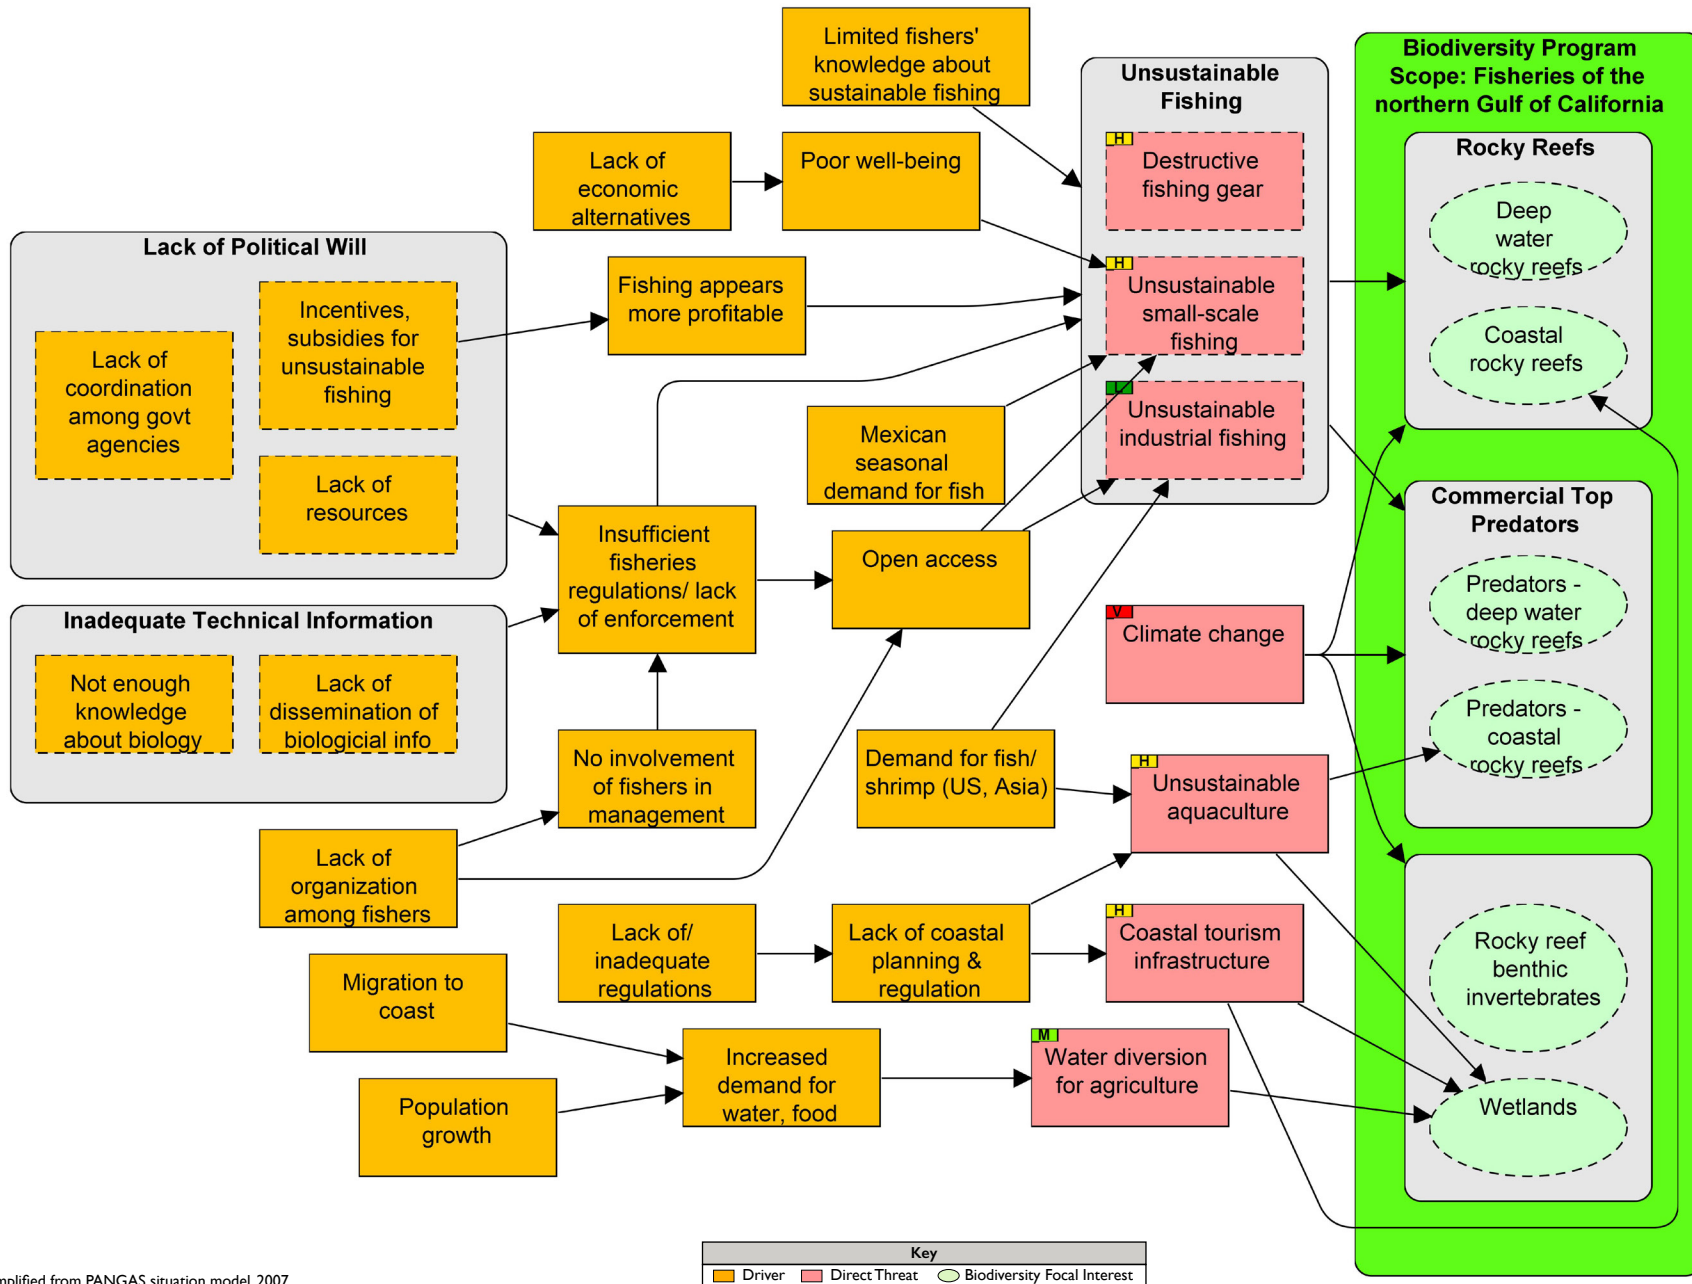 Limited fishers'
knowledge about
sustainable fishing
Biodiversity Program
Scope: Fisheries of the
northern Gulf of California
Unsustainable
Fishing
H
Destructive
fishing gear
H
Unsustainable
small-scale
fishing
L
Unsustainable
industrial fishing
Rocky Reefs
Deep
water
rocky reefs
Coastal
rocky reefs
Lack of
economic
alternatives
Poor well-being
Lack of Political Will
Lack of
coordination
among govt
agencies
Incentives,
subsidies for
unsustainable
fishing
Lack of
resources
Fishing appears
more profitable
Mexican
seasonal
demand for fish
Commercial Top
Predators
Predators -
deep water
rocky reefs
Predators -
coastal
rocky reefs
Insufficient
fisheries
regulations/ lack
of enforcement
Open access
V
Climate change
Inadequate Technical Information
Not enough
knowledge
about biology
Lack of
dissemination of
biologicial info
No involvement
of fishers in
management
Demand for fish/
shrimp (US, Asia)
H
Unsustainable
aquaculture
Lack of
organization
among fishers
Lack of/
inadequate
regulations
Lack of coastal
planning &
regulation
H
Coastal tourism
infrastructure
Rocky reef
benthic
invertebrates
Wetlands
Migration to
coast
Population
growth
Increased
demand for
water, food
M
Water diversion
for agriculture
Key
Driver Direct Threat Biodiversity Focal Interest
from PANGAS situation model, 2007